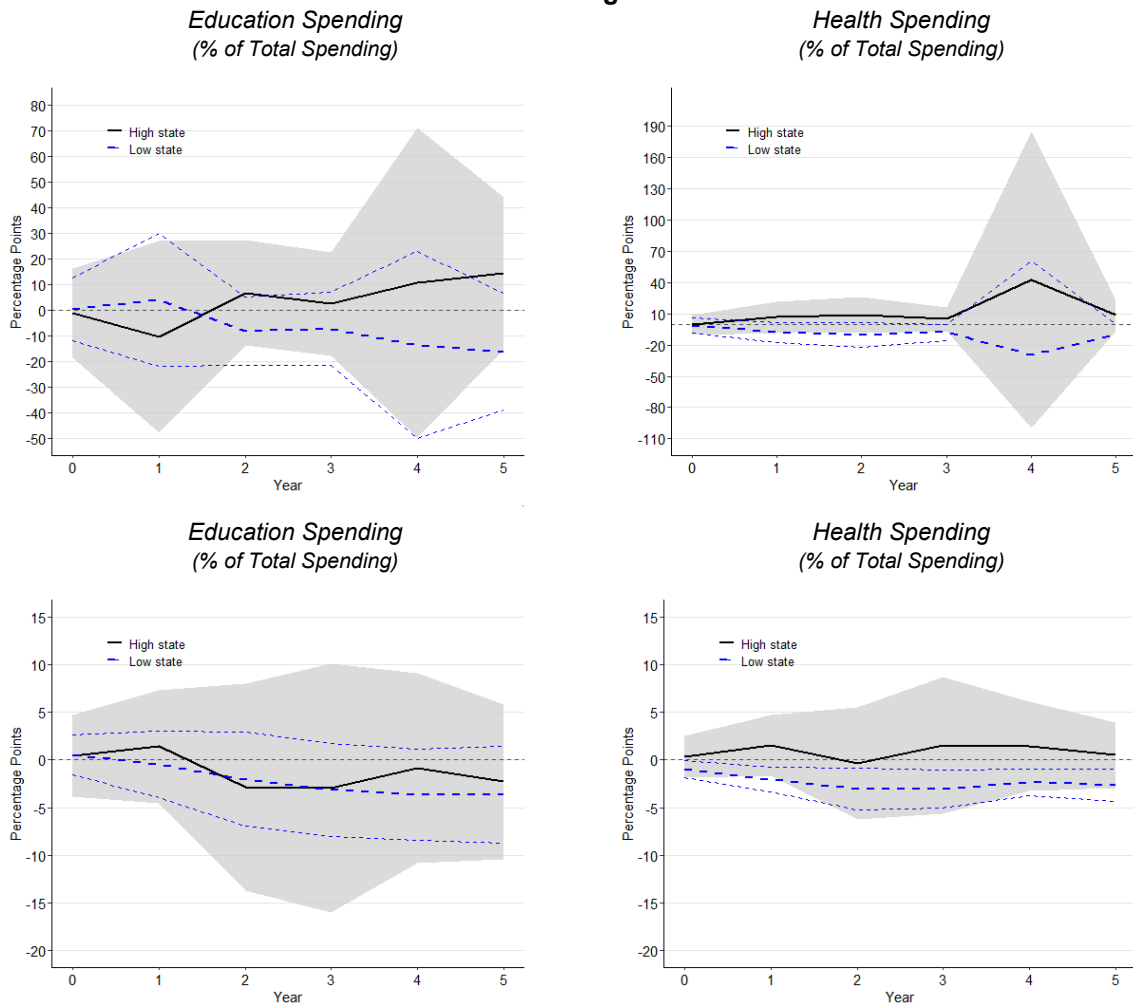 g
Education Spending
(% of Total Spending)
80
70
60
50
40
30
20
10
0
-10
-20
-30
-40
-50
Percentage Points
High state
Low state
0 1 2 3 4 5
Year
Health Spending
(% of Total Spending)
190
160
130
100
70
40
10
-20
-50
-80
-110
Percentage Points
High state
Low state
0 1 2 3 4 5
Year
Education Spending
(% of Total Spending)
15
10
5
0
-5
-10
-15
-20
Percentage Points
High state
Low state
0 1 2 3 4 5
Year
Health Spending
(% of Total Spending)
15
10
5
0
-5
-10
-15
-20
Percentage Points
High state
Low state
0 1 2 3 4 5
Year